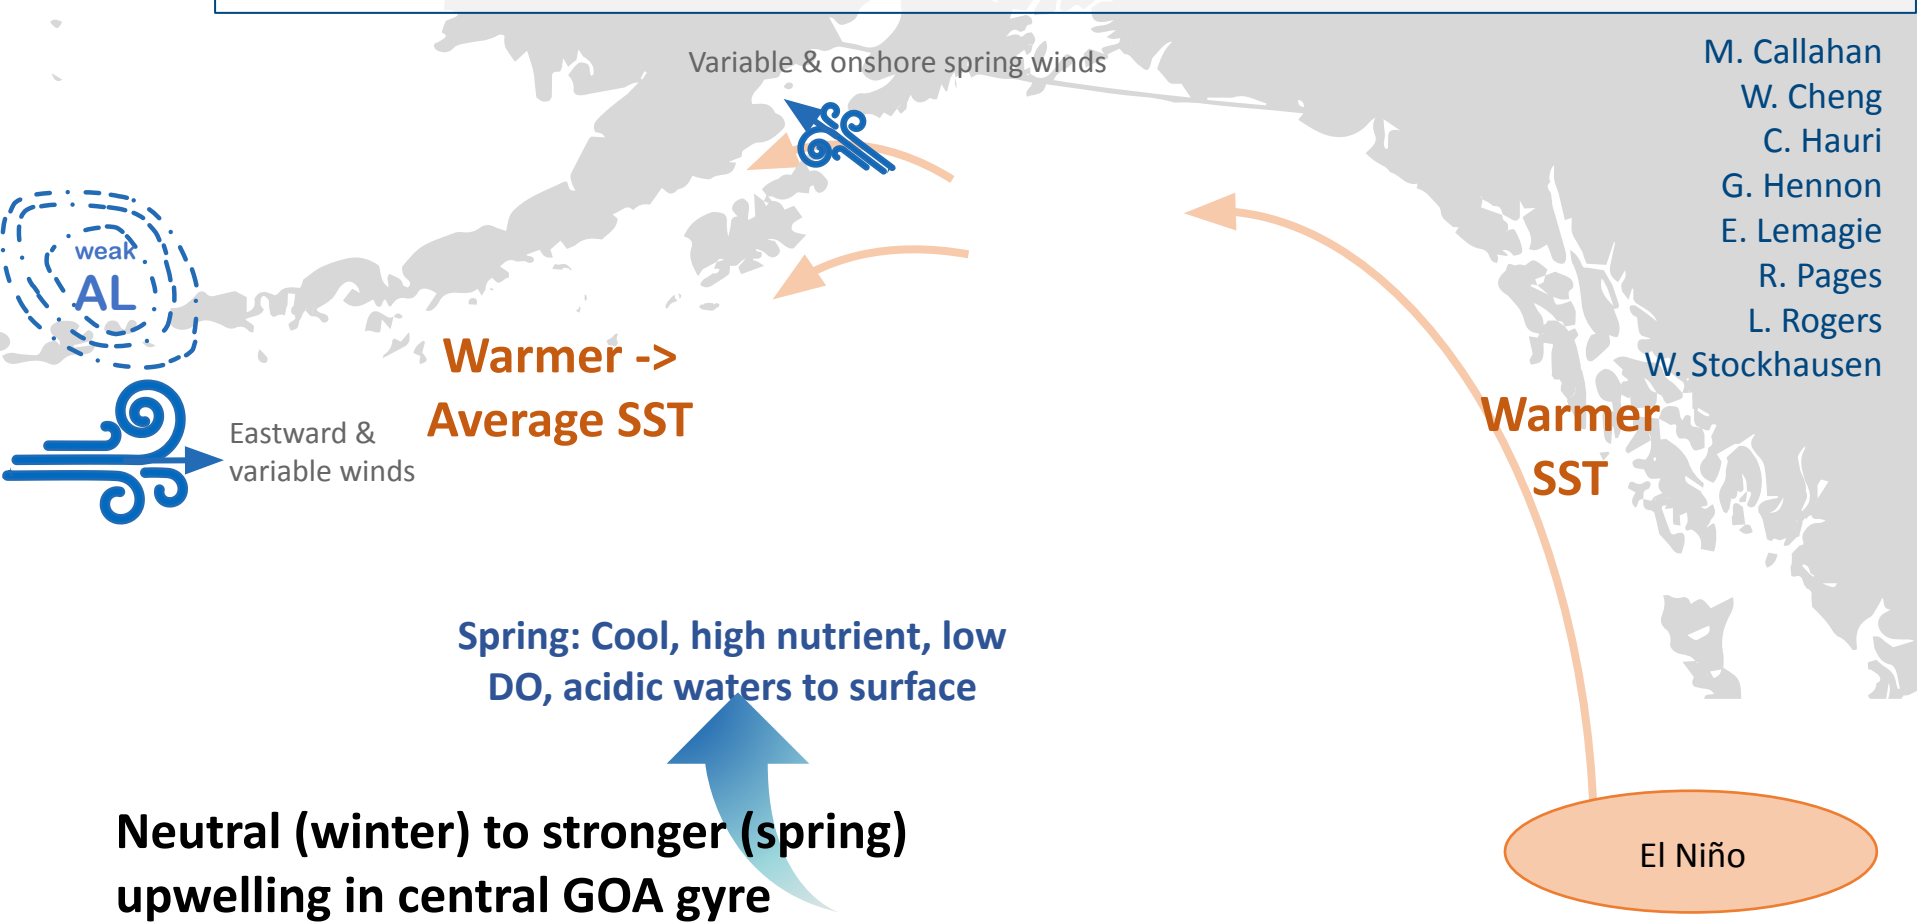 Variable & onshore spring winds
M. Callahan
W. Cheng
C. Hauri
G. Hennon
E. Lemagie
R. Pages
L. Rogers
W. Stockhausen
weak
AL
Warmer ->
Average SST
Eastward &
variable winds
Warmer
SST
Spring: Cool, high nutrient, low
DO, acidic waters to surface
Neutral (winter) to stronger (spring)
upwelling in central GOA gyre
El Niño